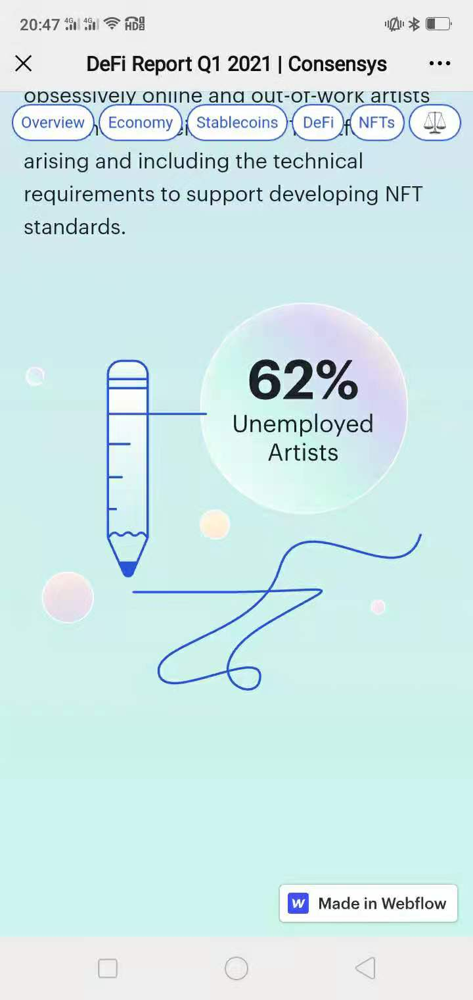 20:47 4G 4G HD
DeFi Report Q1 2021 | Consensys
obsessively online and out-of-work artists
Overview Economy Stablecoins DeFi NFTs
arising and including the technical
requirements to support developing NFT
standards.
62%
Unemployed
Artists
W Made in Webflow